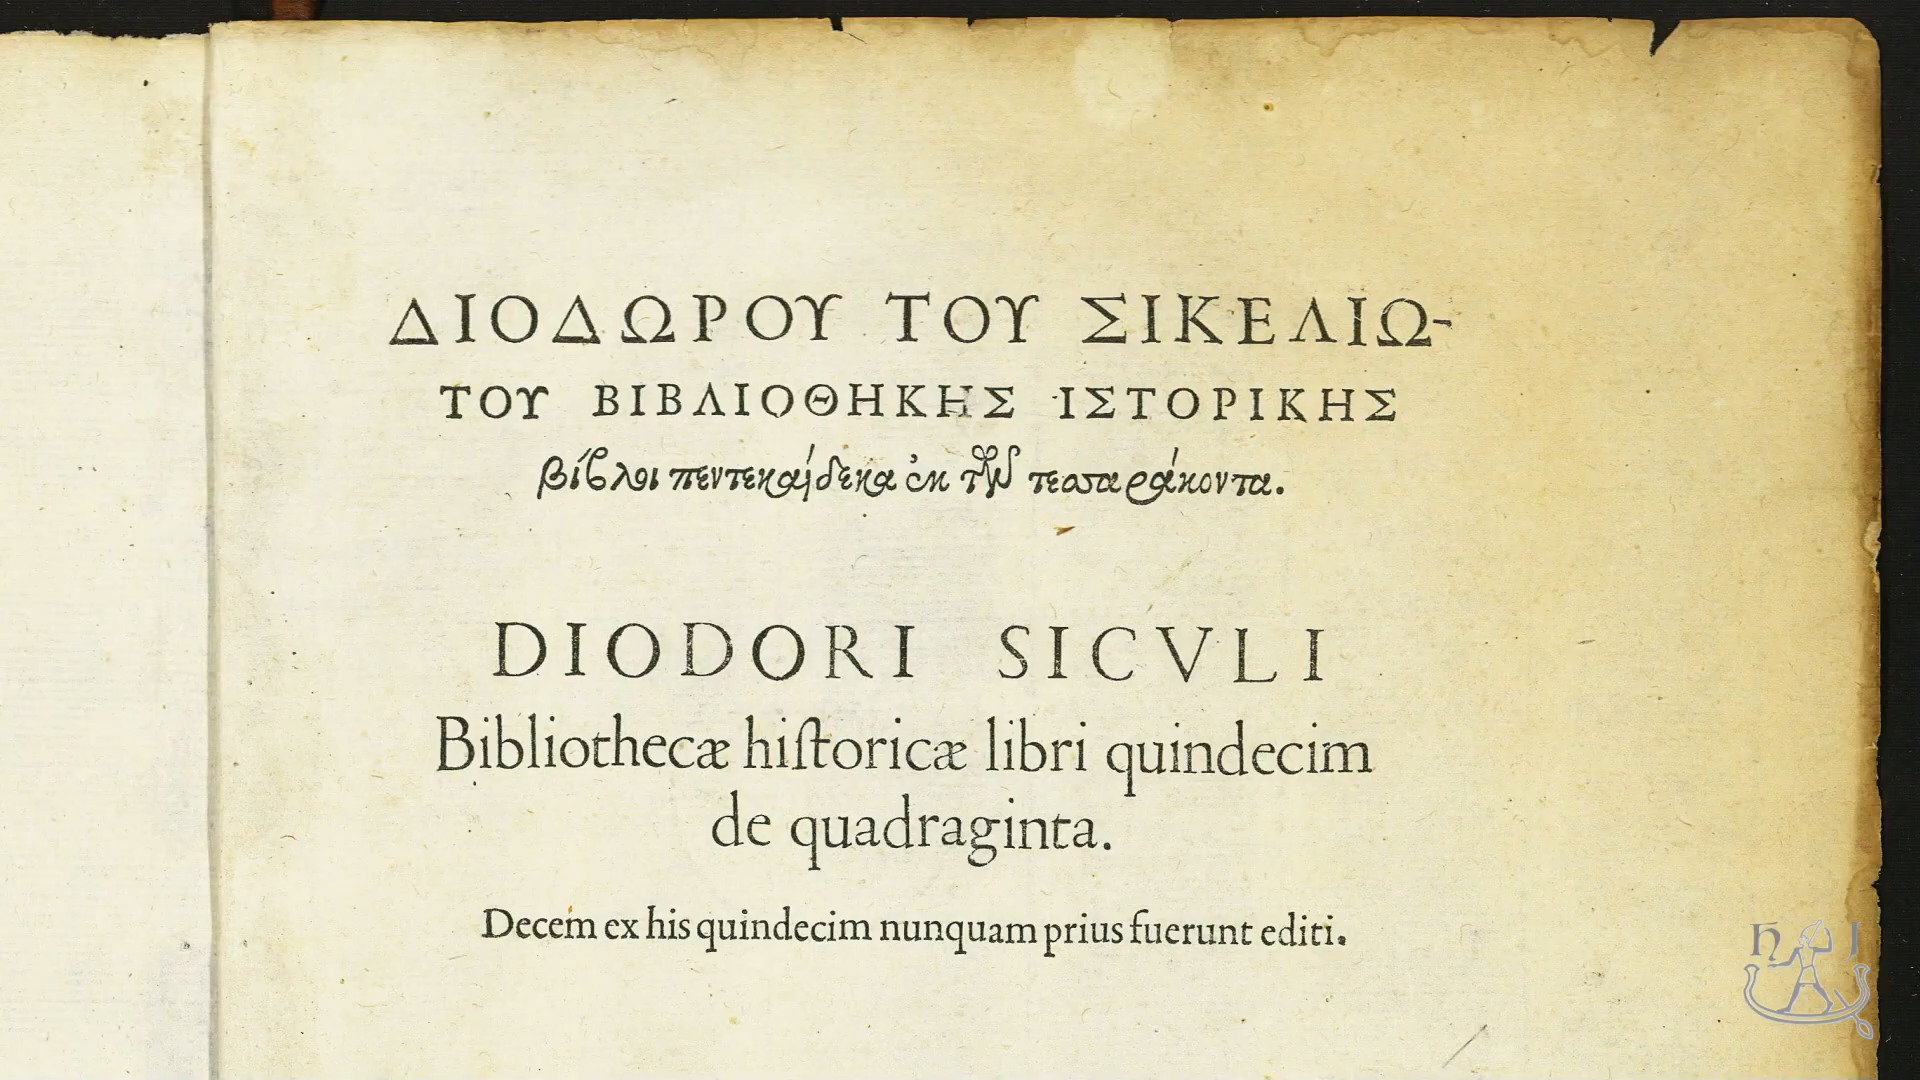 ΔΙΟΔΩΡΟΥ ΤΟΥ ΣΙΚΕΛΙΩ-
ΤΟΥ ΒΙΒΛΙΟΘΗΚΗΣ ΙΣΤΟΡΙΚΗΣ
βίβλοι πεντεκαίδεκα ἐκ τῶν τεσσαράκοντα.
DIODORI SICVLI
Bibliothecæ hiſtoricæ libri quindecim
de quadraginta.
Decem ex his quindecim nunquam prius fuerunt editi.
H I